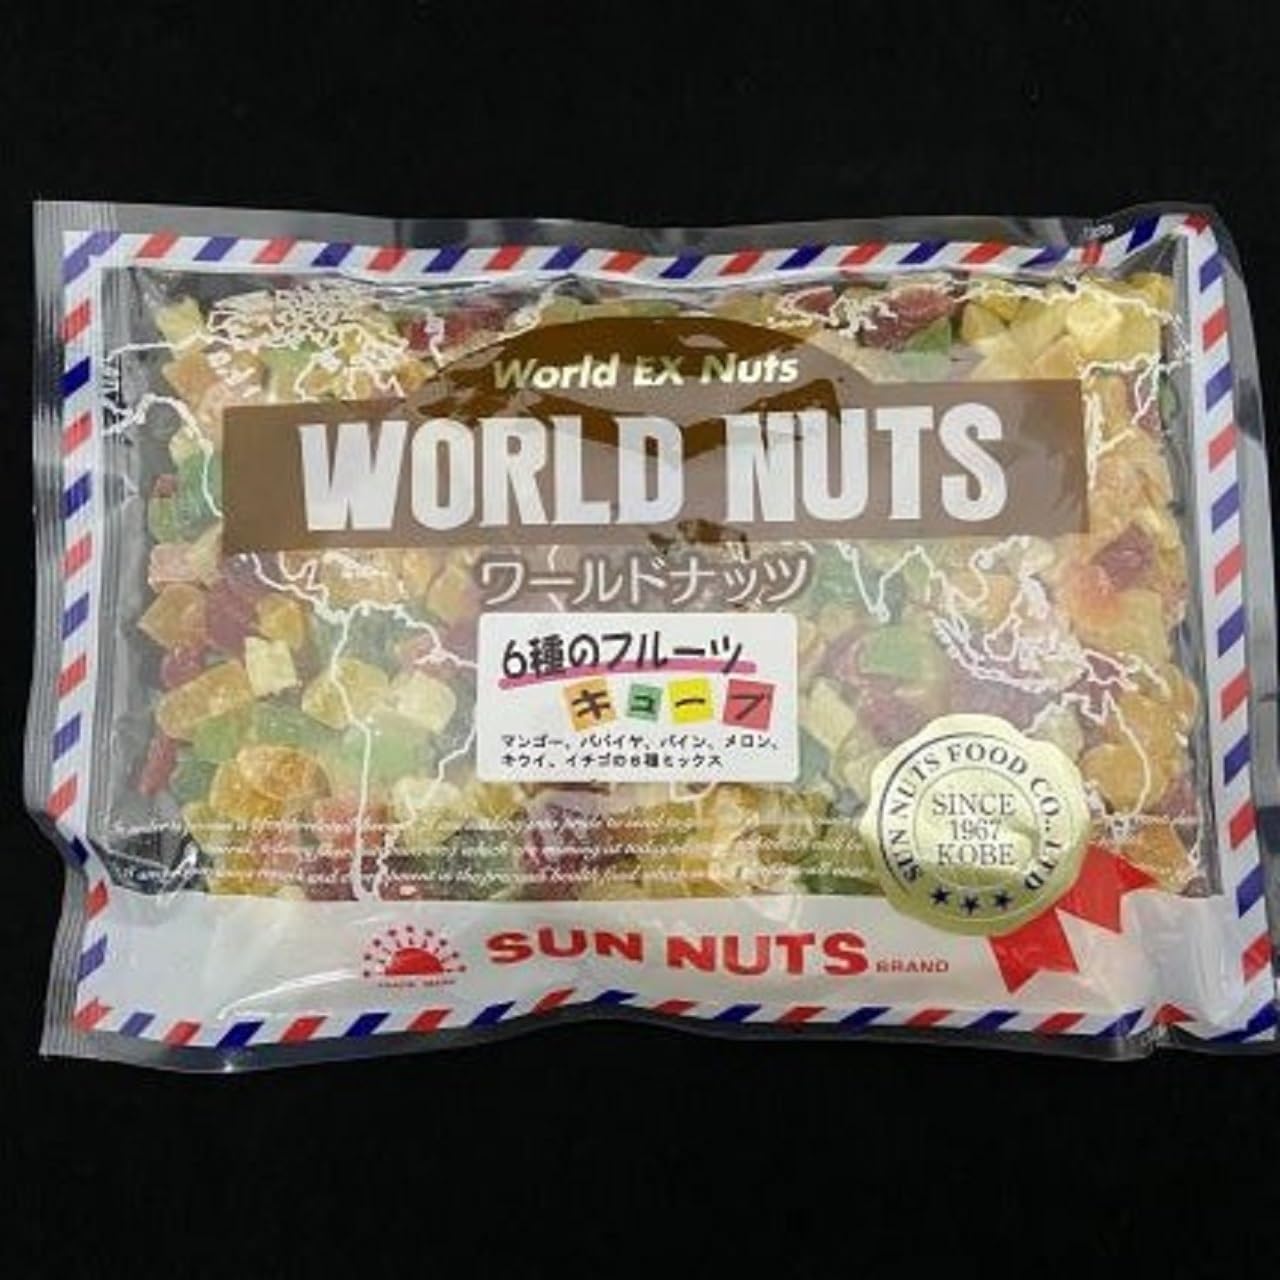 World EX Nuts
WORLD NUTS
ワールドナッツ
6種のフルーツ
キューブ
マンゴー、パパイヤ、パイン、メロン、
キウイ、イチゴの6種ミックス
SUN NUTS FOOD CO.,LTD
SINCE
1967
KOBE
SUN NUTS BRAND
TRADE MARK